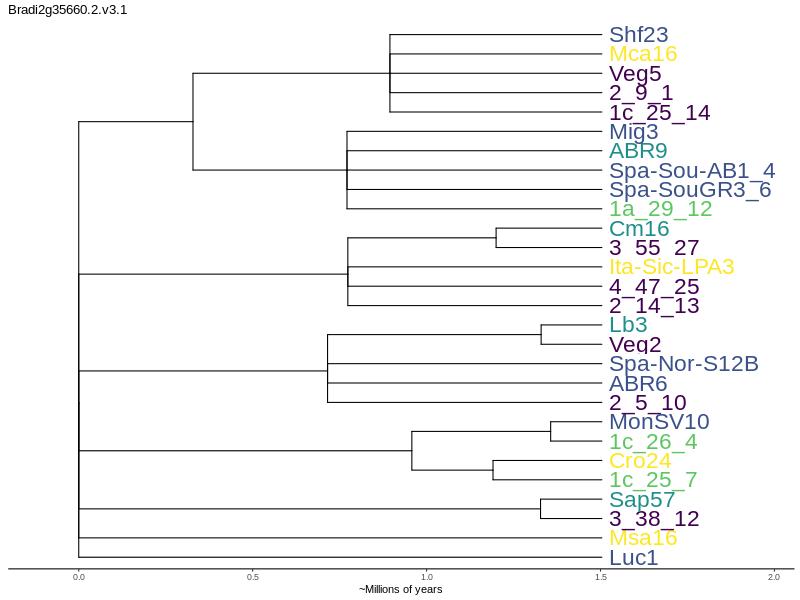 Bradi2g35660.2.v3.1
Shf23
Mca16
Veg5
2_9_1
1c_25_14
Mig3
ABR9
Spa-Sou-AB1_4
Spa-SouGR3_6
1a_29_12
Cm16
3_55_27
Ita-Sic-LPA3
4_47_25
2_14_13
Lb3
Veg2
Spa-Nor-S12B
ABR6
2_5_10
MonSV10
1c_26_4
Cro24
1c_25_7
Sap57
3_38_12
Msa16
Luc1
0.0 0.5 1.0 1.5 2.0
~Millions of years